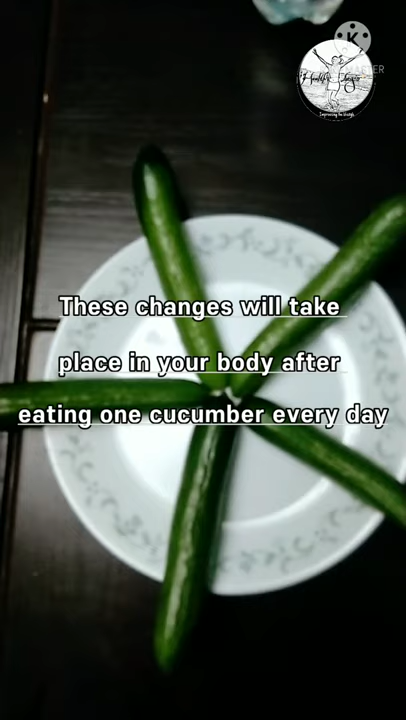 K
These changes will take
place in your body after
eating one cucumber every day